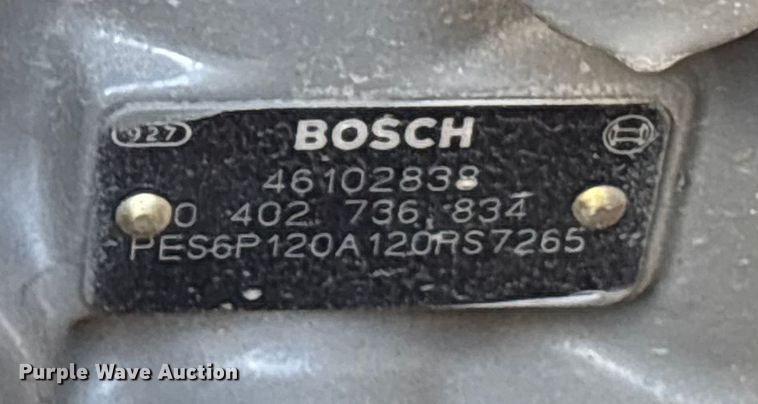 927 BOSCH
46102838
0 402 736 834
PES6P120A120RS7265
Purple Wave Auction